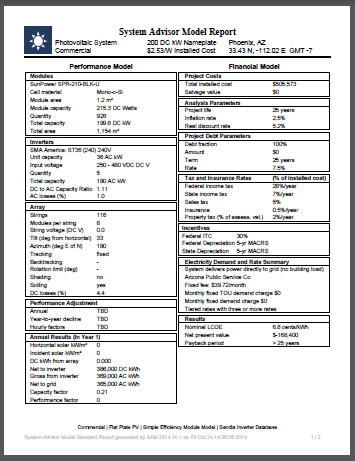 System Advisor Model Report
Photovoltaic System 200 DC kW Nameplate Phoenix, AZ
Commercial $2.53/W Installed Cost 33.43 N, -112.02 E GMT -7
Performance Model
Modules
SunPower SPR-210-BLK-U
Cell material Mono-c-Si
Module area 1.2 m²
Module capacity 215.3 DC Watts
Quantity 928
Total capacity 199.8 DC kW
Total area 1,154 m²
Inverters
SMA America: ST36 (240) 240V
Unit capacity 36 AC kW
Input voltage 250 - 480 VDC DC V
Quantity 5
Total capacity 180 AC kW
DC to AC Capacity Ratio 1.11
AC losses (%) 1.0
Array
Strings 116
Modules per string 8
String voltage (DC V) 0.0
Tilt (deg from horizontal) 33
Azimuth (deg E of N) 180
Tracking fixed
Backtracking -
Rotation limit (deg) -
Shading no
Soiling yes
DC losses (%) 4.4
Performance Adjustment
Annual TBD
Year-to-year decline TBD
Hourly factors TBD
Annual Results (in Year 1)
Horizontal solar kW/m² 0
Incident solar kW/m² 0
DC kWh from array 0.000
Net to inverter 386,000 DC kWh
Gross from inverter 369,000 AC kWh
Net to grid 365,000 AC kWh
Capacity factor 0.21
Performance factor 0
Financial Model
Project Costs
Total installed cost $505,573
Salvage value $0
Analysis Parameters
Project life 25 years
Inflation rate 2.5%
Real discount rate 5.2%
Project Debt Parameters
Debt fraction 100%
Amount $0
Term 25 years
Rate 7.5%
Tax and Insurance Rates (% of installed cost)
Federal income tax 28%/year
State income tax 7%/year
Sales tax 5%
Insurance 0.5%/year
Property tax (% of assess. val.) 2%/year
Incentives
Federal ITC 30%
Federal Depreciation 5-yr MACRS
State Depreciation 5-yr MACRS
Electricity Demand and Rate Summary
System delivers power directly to grid (no building load)
Arizona Public Service Co
Fixed fee: $39.72/month
Monthly fixed TOU demand charge $0
Monthly fixed demand charge $0
Tiered rates with three or more rates
Results
Nominal LCOE 6.6 cents/kWh
Net present value $-168,400
Payback period > 25 years
Commercial | Flat Plate PV | Simple Efficiency Module Model | Sandia Inverter Database
System Advisor Model Standard Report generated by SAM 2014.10.1 on Fri Oct 24 2014
1 / 3